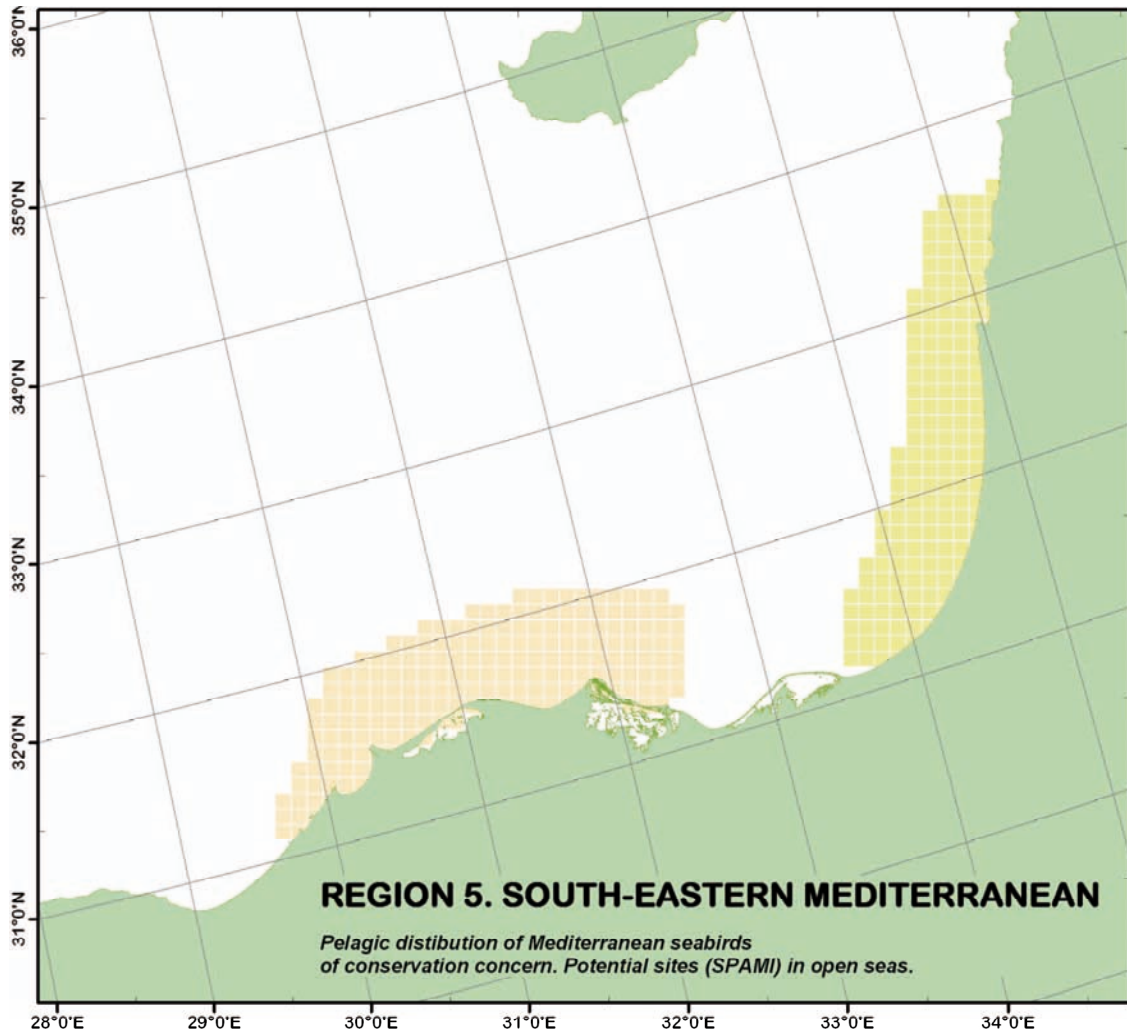 36°0'N
35°0'N
34°0'N
33°0'N
32°0'N
31°0'N
REGION 5. SOUTH-EASTERN MEDITERRANEAN
Pelagic distibution of Mediterranean seabirds
of conservation concern. Potential sites (SPAMI) in open seas.
28°0'E 29°0'E 30°0'E 31°0'E 32°0'E 33°0'E 34°0'E